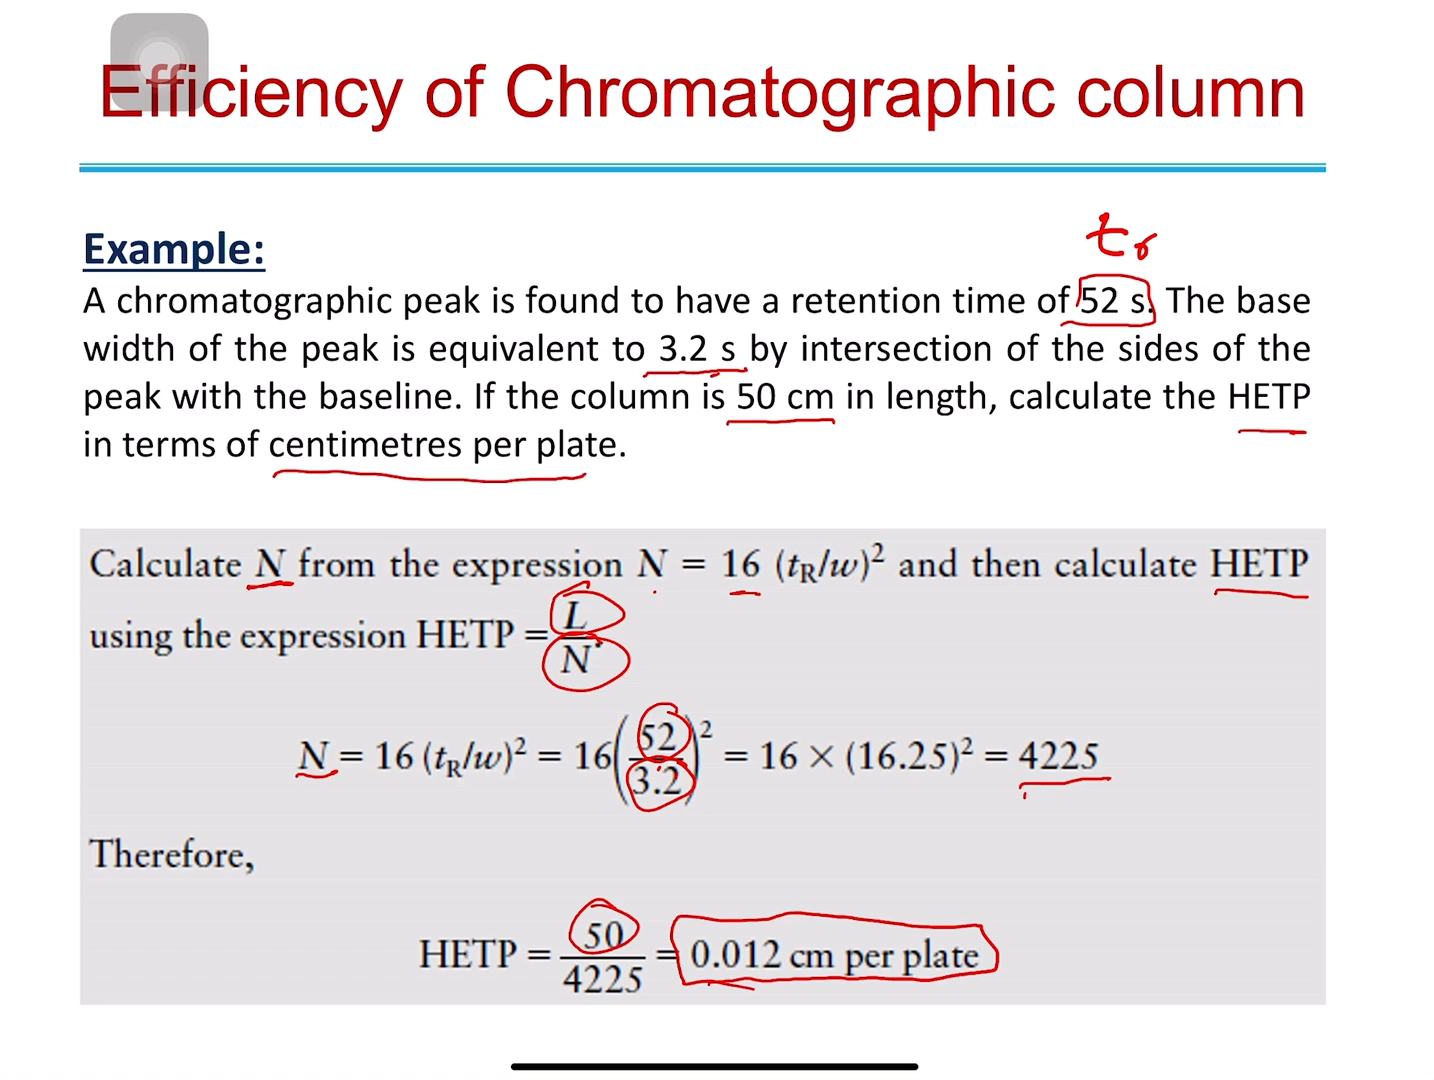 Efficiency of Chromatographic column
tr
Example:
A chromatographic peak is found to have a retention time of 52 s. The base
width of the peak is equivalent to 3.2 s by intersection of the sides of the
peak with the baseline. If the column is 50 cm in length, calculate the HETP
in terms of centimetres per plate.
Calculate N from the expression N = 16 (tR/w)² and then calculate HETP
using the expression HETP = L/N.
N = 16 (tR/w)² = 16(52/3.2)² = 16 × (16.25)² = 4225
Therefore,
HETP = 50/4225 = 0.012 cm per plate